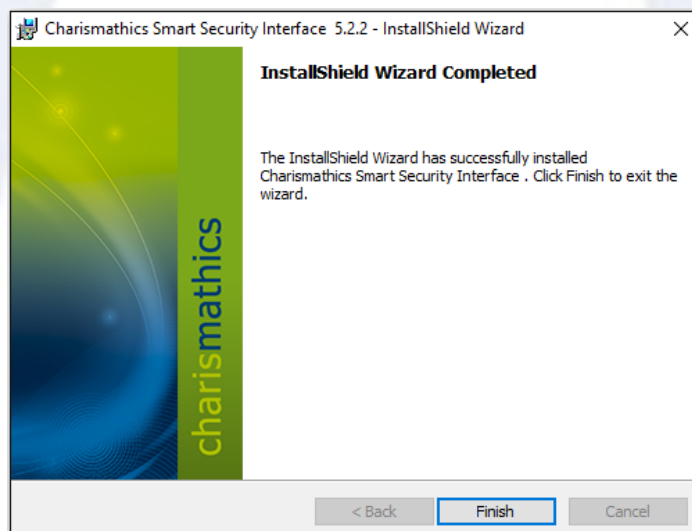 Charismathics Smart Security Interface 5.2.2 - InstallShield Wizard
InstallShield Wizard Completed
The InstallShield Wizard has successfully installed
Charismathics Smart Security Interface . Click Finish to exit the
wizard.
charismathics
< Back
Finish
Cancel